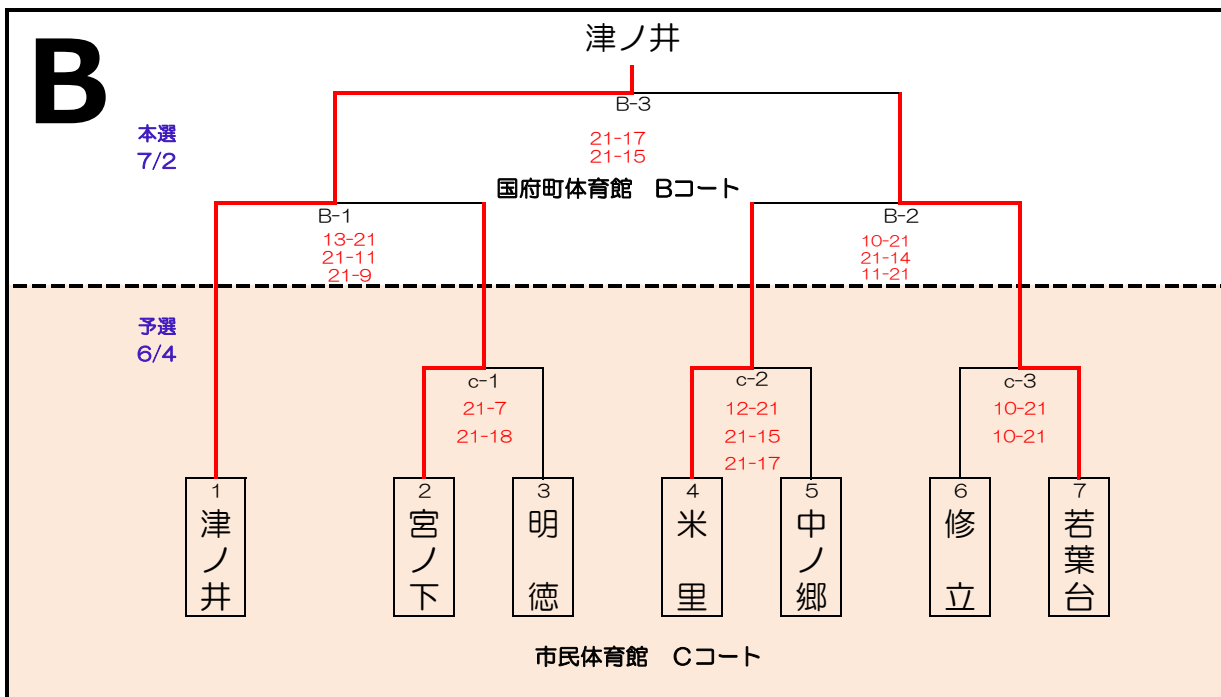 B
津ノ井
B-3
本選
7/2
21-17
21-15
国府町体育館　Bコート
B-1
13-21
21-11
21-9
B-2
10-21
21-14
11-21
予選
6/4
c-1
21-7
21-18
c-2
12-21
21-15
21-17
c-3
10-21
10-21
1
津ノ井
2
宮ノ下
3
明徳
4
米里
5
中ノ郷
6
修立
7
若葉台
市民体育館　Cコート